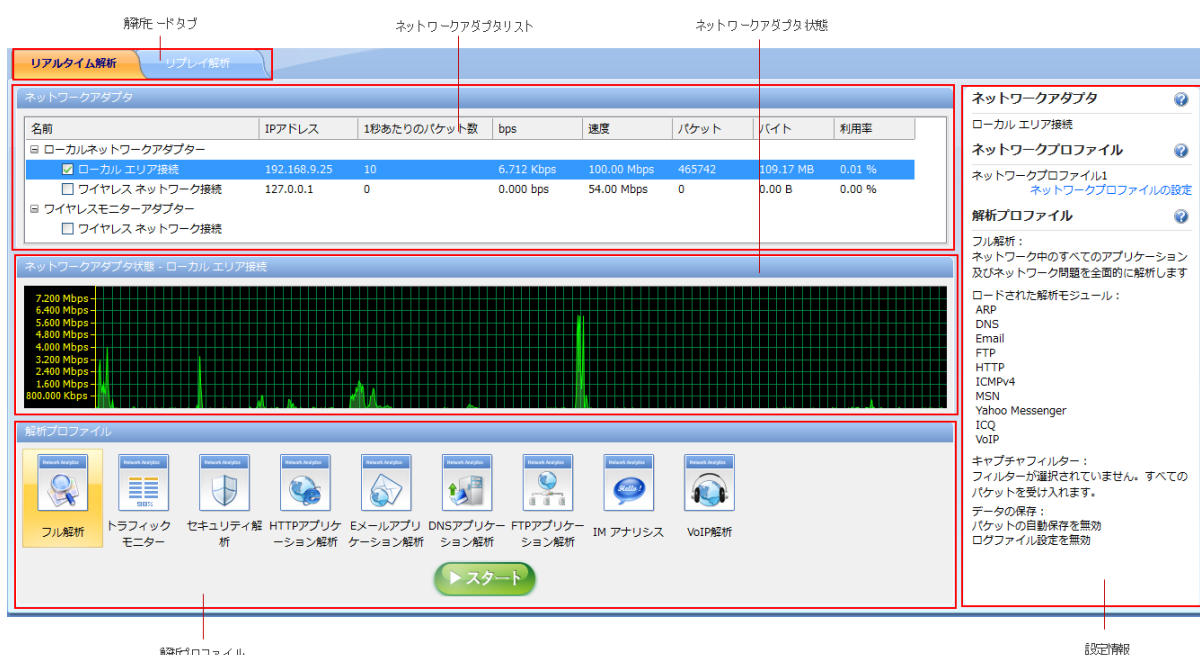 解析モードタブ
ネットワークアダプタリスト
ネットワークアダプタ状態
リアルタイム解析
リプレイ解析
ネットワークアダプタ
名前 IPアドレス 1秒あたりのパケット数 bps 速度 パケット バイト 利用率
ローカルネットワークアダプター
ローカル エリア接続 192.168.9.25 10 6.712 Kbps 100.00 Mbps 465742 109.17 MB 0.01 %
ワイヤレス ネットワーク接続 127.0.0.1 0 0.000 bps 54.00 Mbps 0 0.00 B 0.00 %
ワイヤレスモニターアダプター
ワイヤレス ネットワーク接続
ネットワークアダプタ状態 - ローカル エリア接続
7.200 Mbps
6.400 Mbps
5.600 Mbps
4.800 Mbps
4.000 Mbps
3.200 Mbps
2.400 Mbps
1.600 Mbps
800.000 Kbps
解析プロファイル
Network Analytics
フル解析
Network Analytics
トラフィック
モニター
Network Analytics
セキュリティ解
析
Network Analytics
HTTPアプリケ
ーション解析
Network Analytics
Eメールアプリ
ケーション解析
Network Analytics
DNSアプリケー
ション解析
Network Analytics
FTPアプリケー
ション解析
Network Analytics
Hello!
IM アナリシス
Network Analytics
VoIP解析
スタート
ネットワークアダプタ
ローカル エリア接続
ネットワークプロファイル
ネットワークプロファイル1
ネットワークプロファイルの設定
解析プロファイル
フル解析：
ネットワーク中のすべてのアプリケーション
及びネットワーク問題を全面的に解析します
ロードされた解析モジュール：
ARP
DNS
Email
FTP
HTTP
ICMPv4
MSN
Yahoo Messenger
ICQ
VoIP
キャプチャフィルター：
フィルターが選択されていません。すべての
パケットを受け入れます。
データの保存：
パケットの自動保存を無効
ログファイル設定を無効
解析プロファイル
設定情報